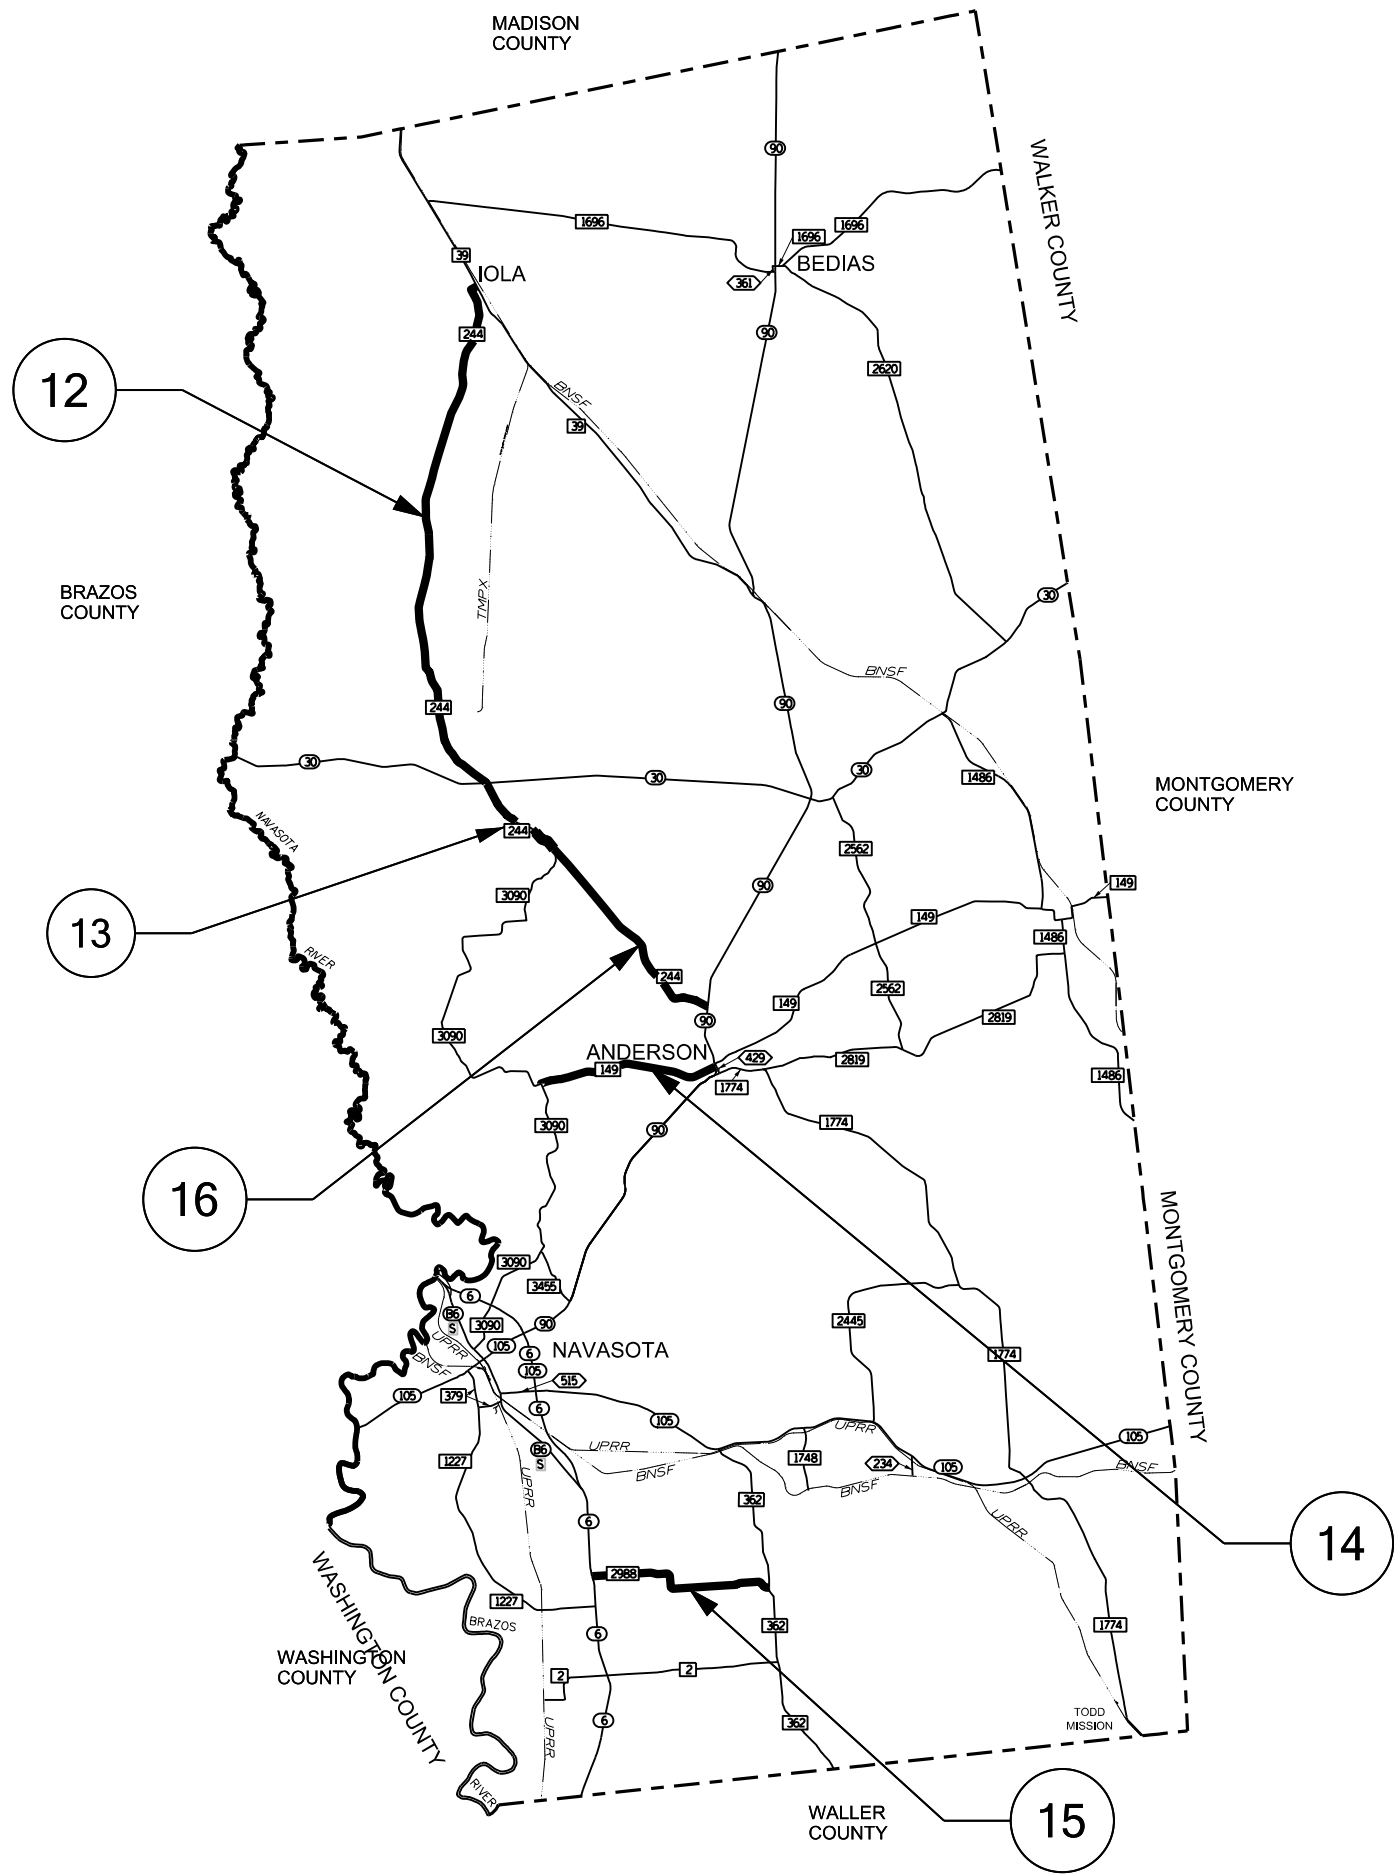 MADISON
COUNTY
WALKER COUNTY
90
1696
1696
1696
39
IOLA
BEDIAS
361
244
90
12
2620
BNSF
39
TMPX
BRAZOS
COUNTY
30
BNSF
244
90
30
30
30
1486
MONTGOMERY
COUNTY
NAVASOTA
244
2562
3090
90
149
149
13
1486
RIVER
244
2562
149
90
2819
3090
ANDERSON
429
2819
149
1774
1486
3090
90
1774
16
MONTGOMERY COUNTY
3090
3455
6
B6
S
3090
90
2445
UPRR
105
6
NAVASOTA
1774
BNSF
105
515
105
379
6
105
UPRR
105
B6
S
UPRR
1748
234
105
1227
BNSF
BNSF
BNSF
UPRR
362
6
UPRR
14
WASHINGTON COUNTY
2988
1227
BRAZOS
362
1774
6
WASHINGTON
COUNTY
2
2
TODD
MISSION
6
362
UPRR
RIVER
WALLER
COUNTY
15